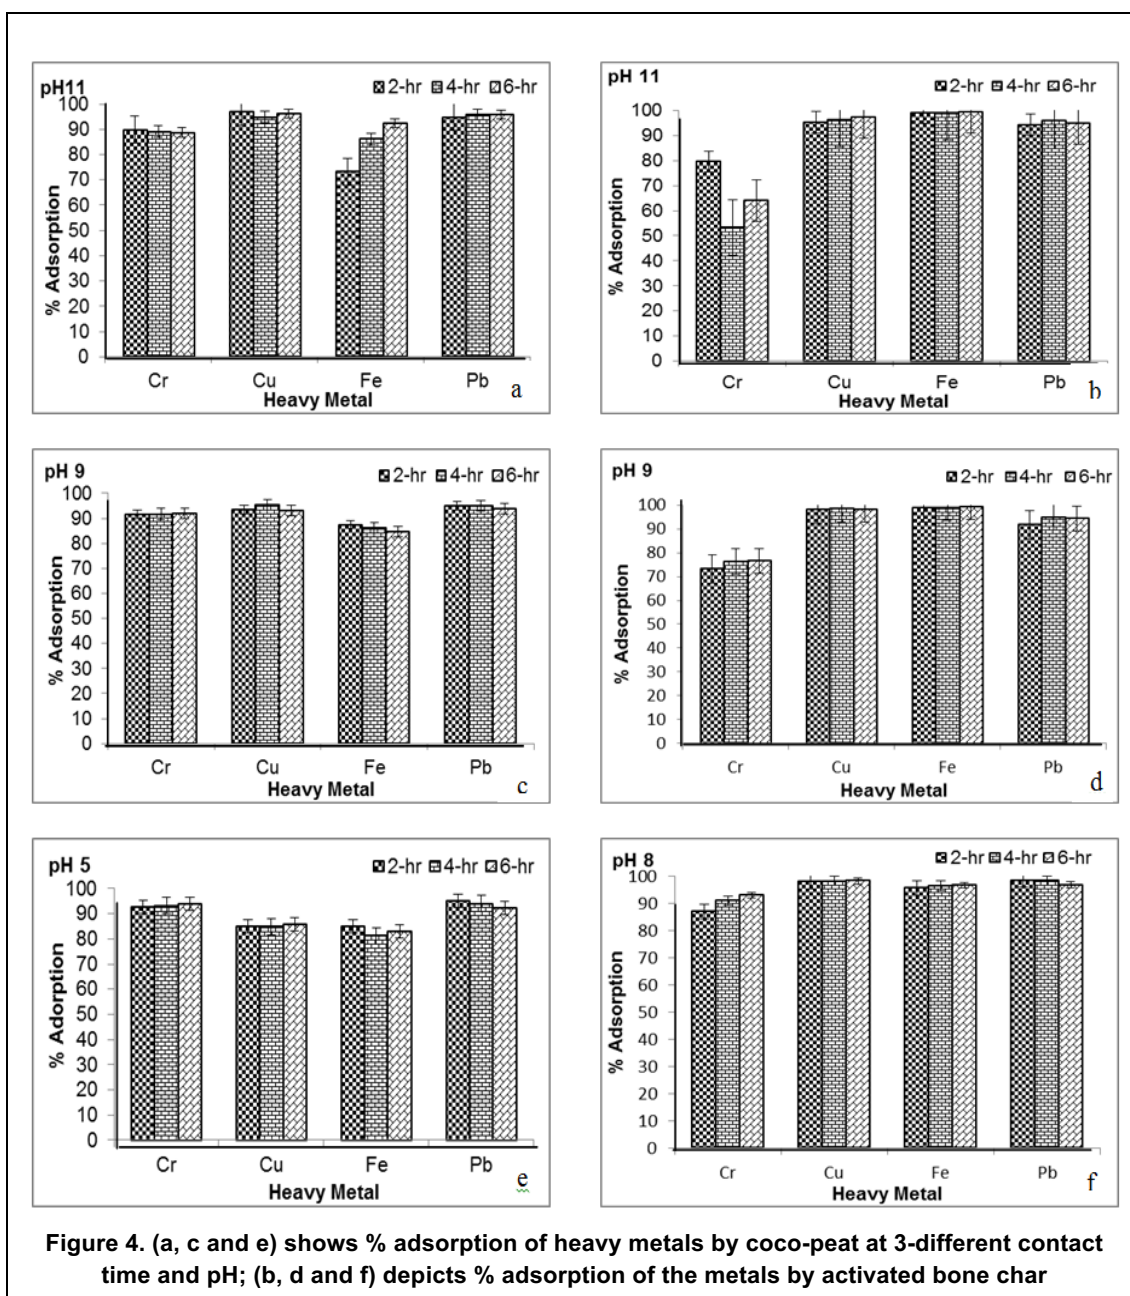 pH11
2-hr 4-hr 6-hr
100
90
80
70
60
50
40
30
20
10
0
% Adsorption
Cr Cu Fe Pb
Heavy Metal
a
pH 11
2-hr 4-hr 6-hr
100
90
80
70
60
50
40
30
20
10
0
% Adsorption
Cr Cu Fe Pb
Heavy Metal
b
pH 9
2-hr 4-hr 6-hr
100
90
80
70
60
50
40
30
20
10
0
% Adsorption
Cr Cu Fe Pb
Heavy Metal
c
pH 9
2-hr 4-hr 6-hr
100
90
80
70
60
50
40
30
20
10
0
% Adsorption
Cr Cu Fe Pb
Heavy Metal
d
pH 5
2-hr 4-hr 6-hr
100
90
80
70
60
50
40
30
20
10
0
% Adorption
Cr Cu Fe Pb
Heavy Metal
e
pH 8
2-hr 4-hr 6-hr
100
90
80
70
60
50
40
30
20
10
0
% Adsorption
Cr Cu Fe Pb
Heavy Metal
f
Figure 4. (a, c and e) shows % adsorption of heavy metals by coco-peat at 3-different contact
time and pH; (b, d and f) depicts % adsorption of the metals by activated bone char